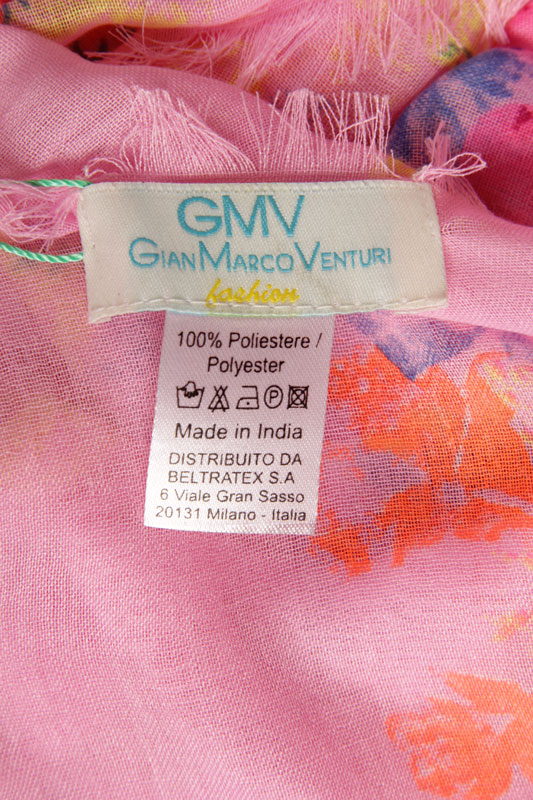 GMV
GIANMARCOVENTURI
fashion
100% Poliestere /
Polyester
P
Made in India
DISTRIBUITO DA
BELTRATEX S.A
6 Viale Gran Sasso
20131 Milano - Italia